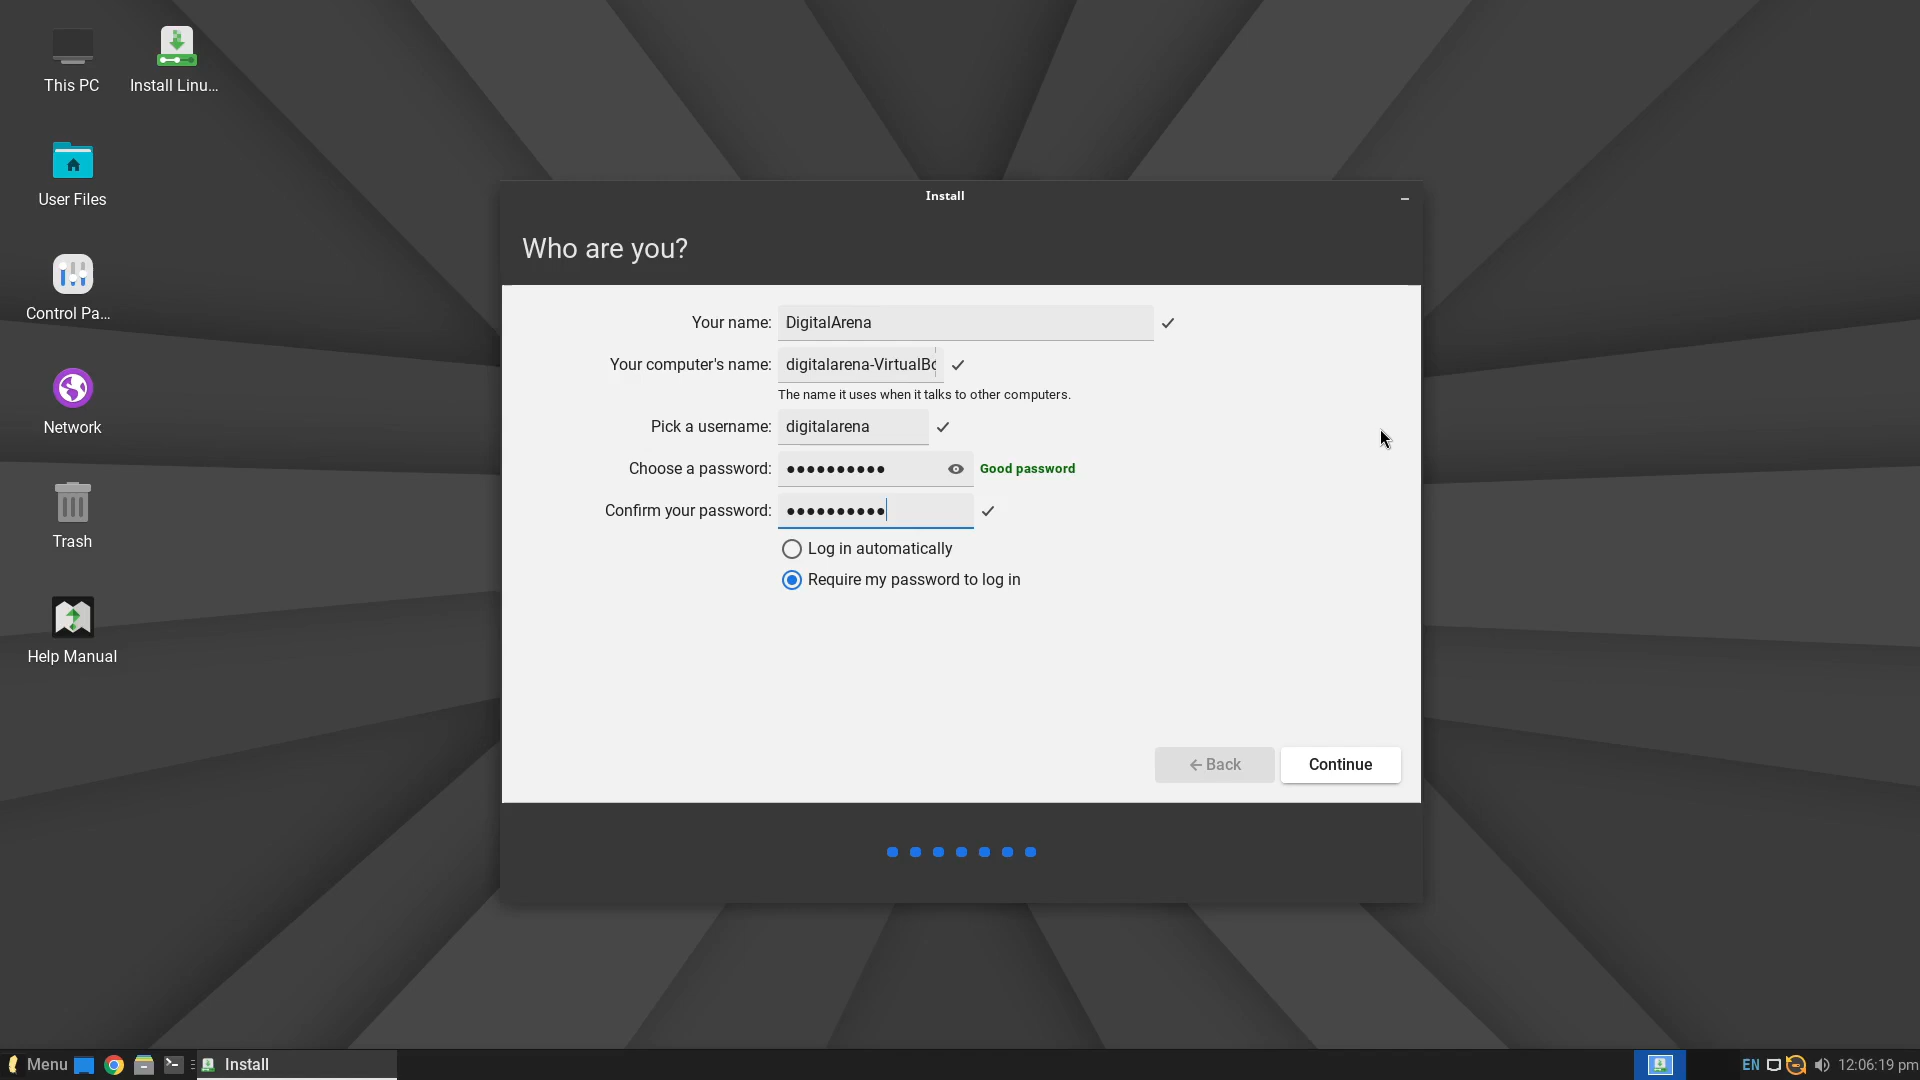 This PC
Install Linu...
User Files
Control Pa...
Network
Trash
Help Manual
Install
Who are you?
Your name: DigitalArena
Your computer's name: digitalarena-VirtualBo
The name it uses when it talks to other computers.
Pick a username: digitalarena
Choose a password: ●●●●●●●●●● Good password
Confirm your password: ●●●●●●●●●●
Log in automatically
Require my password to log in
Back
Continue
Menu
Install
EN
12:06:19 pm